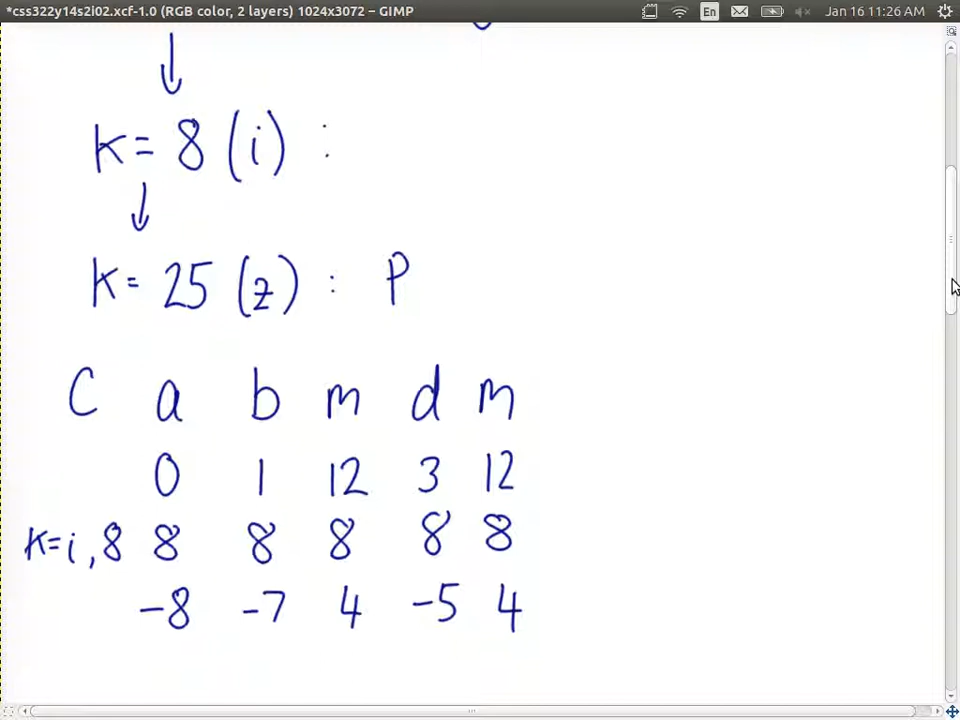 *css322y14s2i02.xcf-1.0 (RGB color, 2 layers) 1024x3072 – GIMP En Jan 16 11:26 AM
↓
K = 8 (i) :
↓
K = 25 (z) : P
C a b m d m
0 1 12 3 12
K=i,8 8 8 8 8 8
-8 -7 4 -5 4